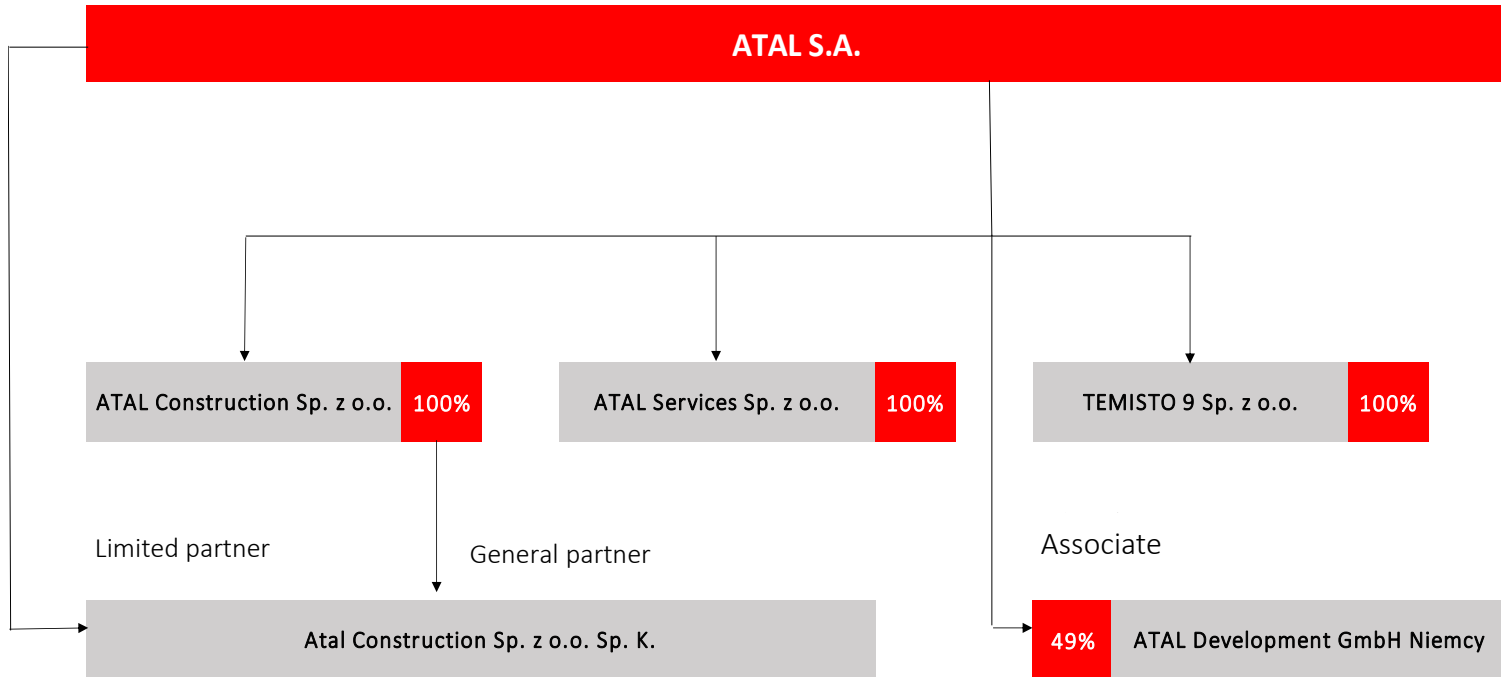 ATAL S.A.
ATAL Construction Sp. z o.o. 100%
ATAL Services Sp. z o.o. 100%
TEMISTO 9 Sp. z o.o. 100%
Limited partner
General partner
Associate
Atal Construction Sp. z o.o. Sp. K.
49% ATAL Development GmbH Niemcy